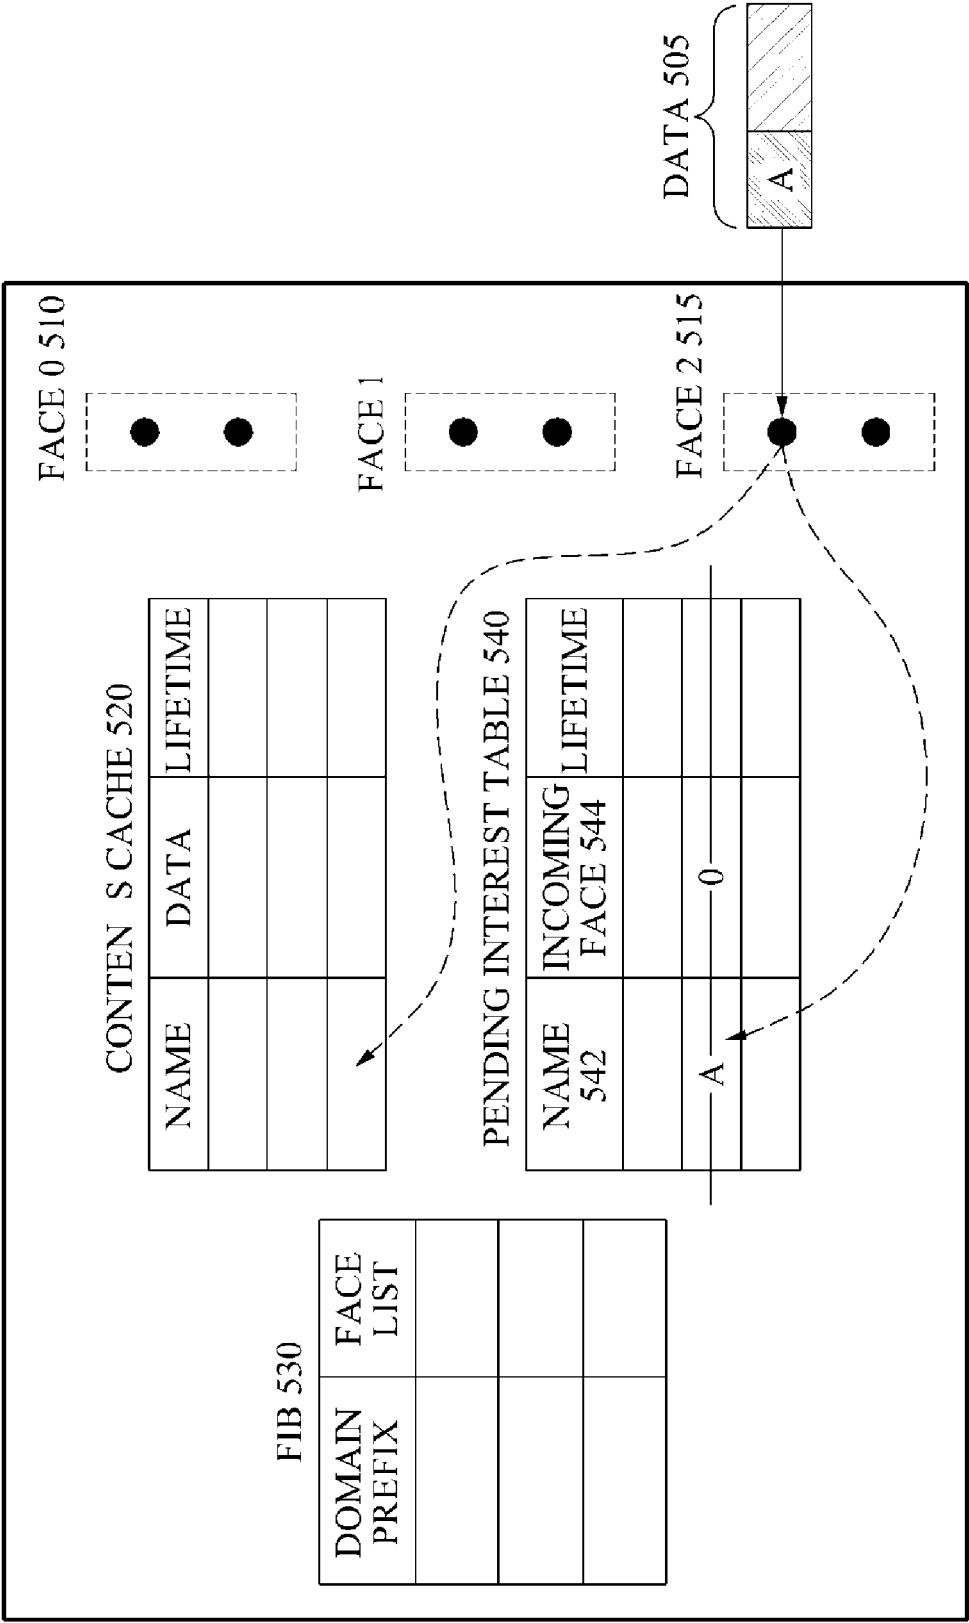 FIB 530
DOMAIN
PREFIX
FACE
LIST
CONTEN S CACHE 520
NAME
DATA
LIFETIME
PENDING INTEREST TABLE 540
NAME
542
INCOMING
FACE 544
LIFETIME
A
0
FACE 0 510
FACE 1
FACE 2 515
DATA 505
A